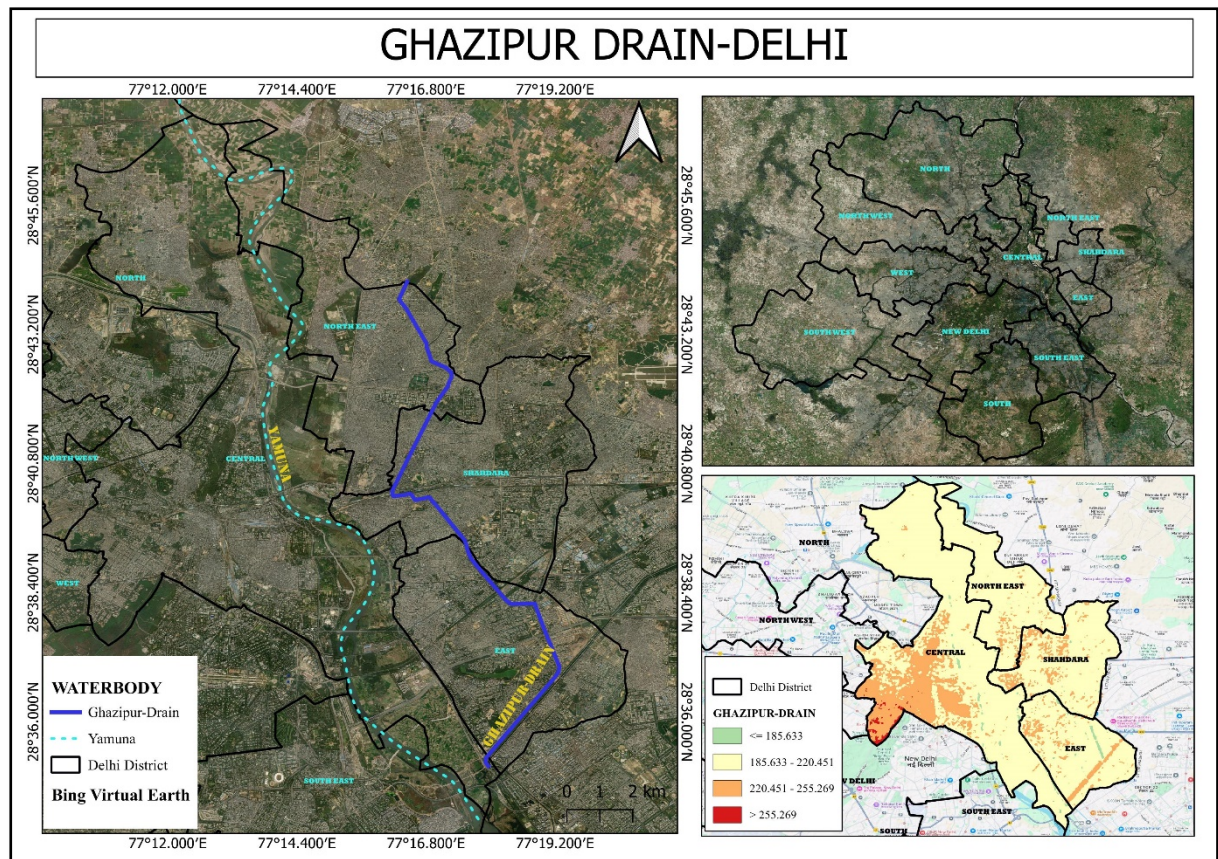 GHAZIPUR DRAIN-DELHI
77°12.000'E 77°14.400'E 77°16.800'E 77°19.200'E
28°45.600'N
28°43.200'N
28°40.800'N
28°38.400'N
28°36.000'N
28°45.600'N
28°43.200'N
28°40.800'N
28°38.400'N
28°36.000'N
NORTH
NORTH EAST
YAMUNA
CENTRAL
NORTH WEST
SHAHDARA
WEST
EAST
GHAZIPUR-DRAIN
SOUTH EAST
WATERBODY
Ghazipur-Drain
Yamuna
Delhi District
Bing Virtual Earth
0 1 2 km
77°12.000'E 77°14.400'E 77°16.800'E 77°19.200'E
NORTH
NORTH WEST
NORTH EAST
SHAHDARA
CENTRAL
WEST
EAST
SOUTH WEST
NEW DELHI
SOUTH EAST
SOUTH
NORTH
NORTH EAST
NORTH WEST
CENTRAL
SHAHDARA
EAST
New Delhi
नई दिल्ली
SOUTH EAST
SOUTH
Delhi District
GHAZIPUR-DRAIN
<= 185.633
185.633 - 220.451
220.451 - 255.269
> 255.269